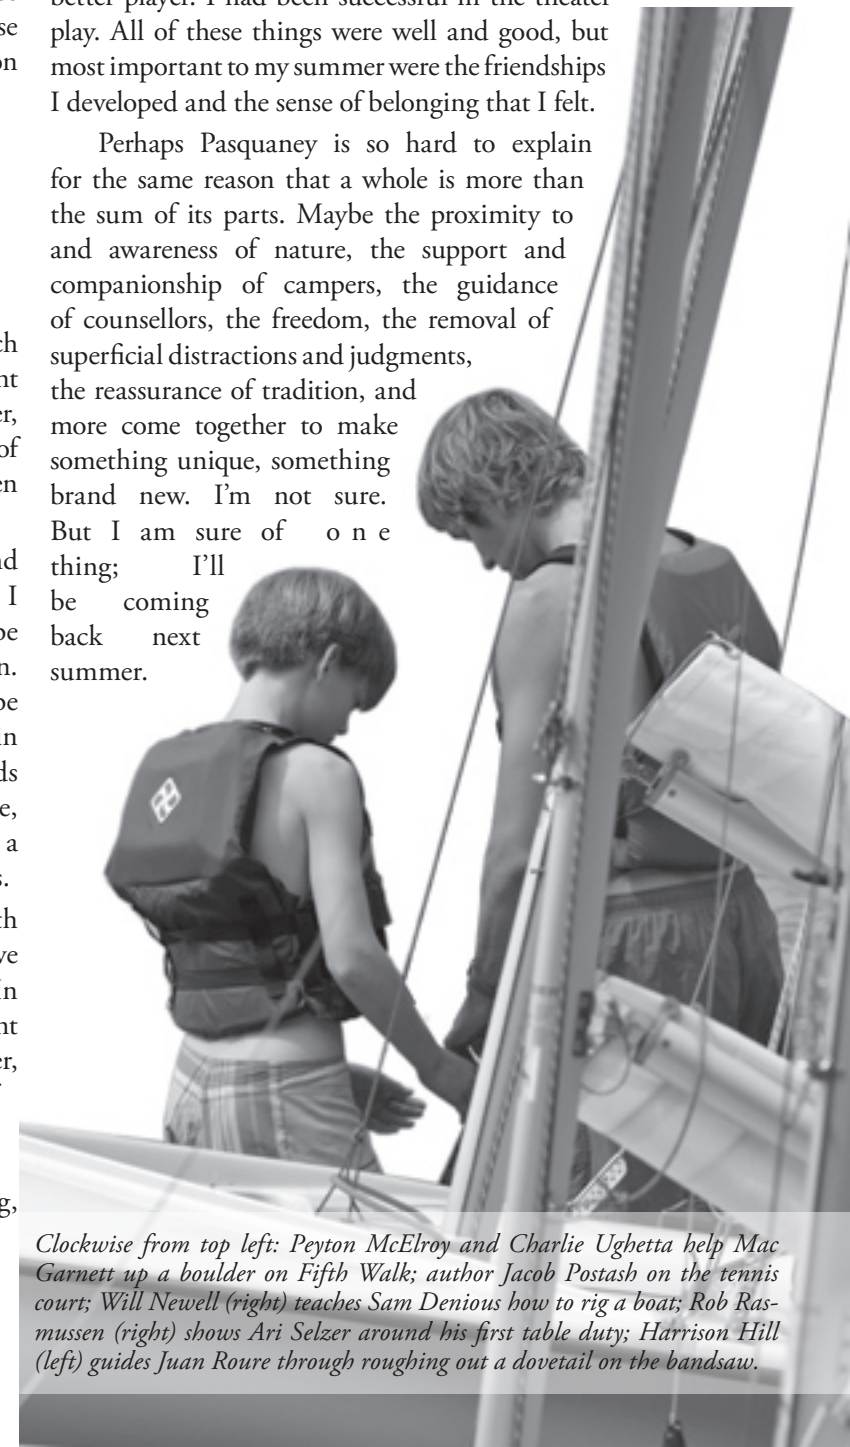 better player. I had been successful in the theater
play. All of these things were well and good, but
most important to my summer were the friendships
I developed and the sense of belonging that I felt.
Perhaps Pasquaney is so hard to explain
for the same reason that a whole is more than
the sum of its parts. Maybe the proximity to
and awareness of nature, the support and
companionship of campers, the guidance
of counsellors, the freedom, the removal of
superficial distractions and judgments,
the reassurance of tradition, and
more come together to make
something unique, something
brand new. I'm not sure.
But I am sure of one
thing; I'll
be coming
back next
summer.
Clockwise from top left: Peyton McElroy and Charlie Ughetta help Mac
Garnett up a boulder on Fifth Walk; author Jacob Postash on the tennis
court; Will Newell (right) teaches Sam Denious how to rig a boat; Rob Ras-
mussen (right) shows Ari Selzer around his first table duty; Harrison Hill
(left) guides Juan Roure through roughing out a dovetail on the bandsaw.